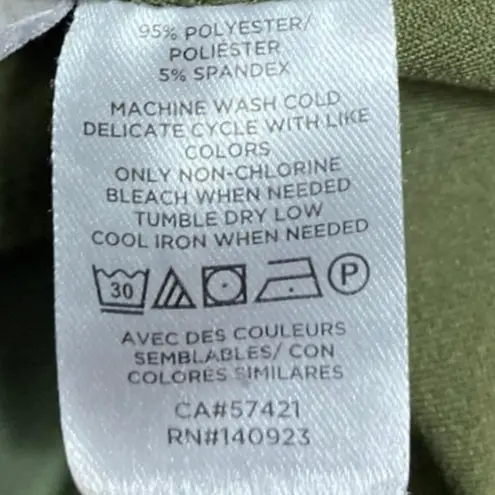 95% POLYESTER/
POLIÉSTER
5% SPANDEX
MACHINE WASH COLD
DELICATE CYCLE WITH LIKE
COLORS
ONLY NON-CHLORINE
BLEACH WHEN NEEDED
TUMBLE DRY LOW
COOL IRON WHEN NEEDED
30 P
AVEC DES COULEURS
SEMBLABLES/ CON
COLORES SIMILARES
CA#57421
RN#140923